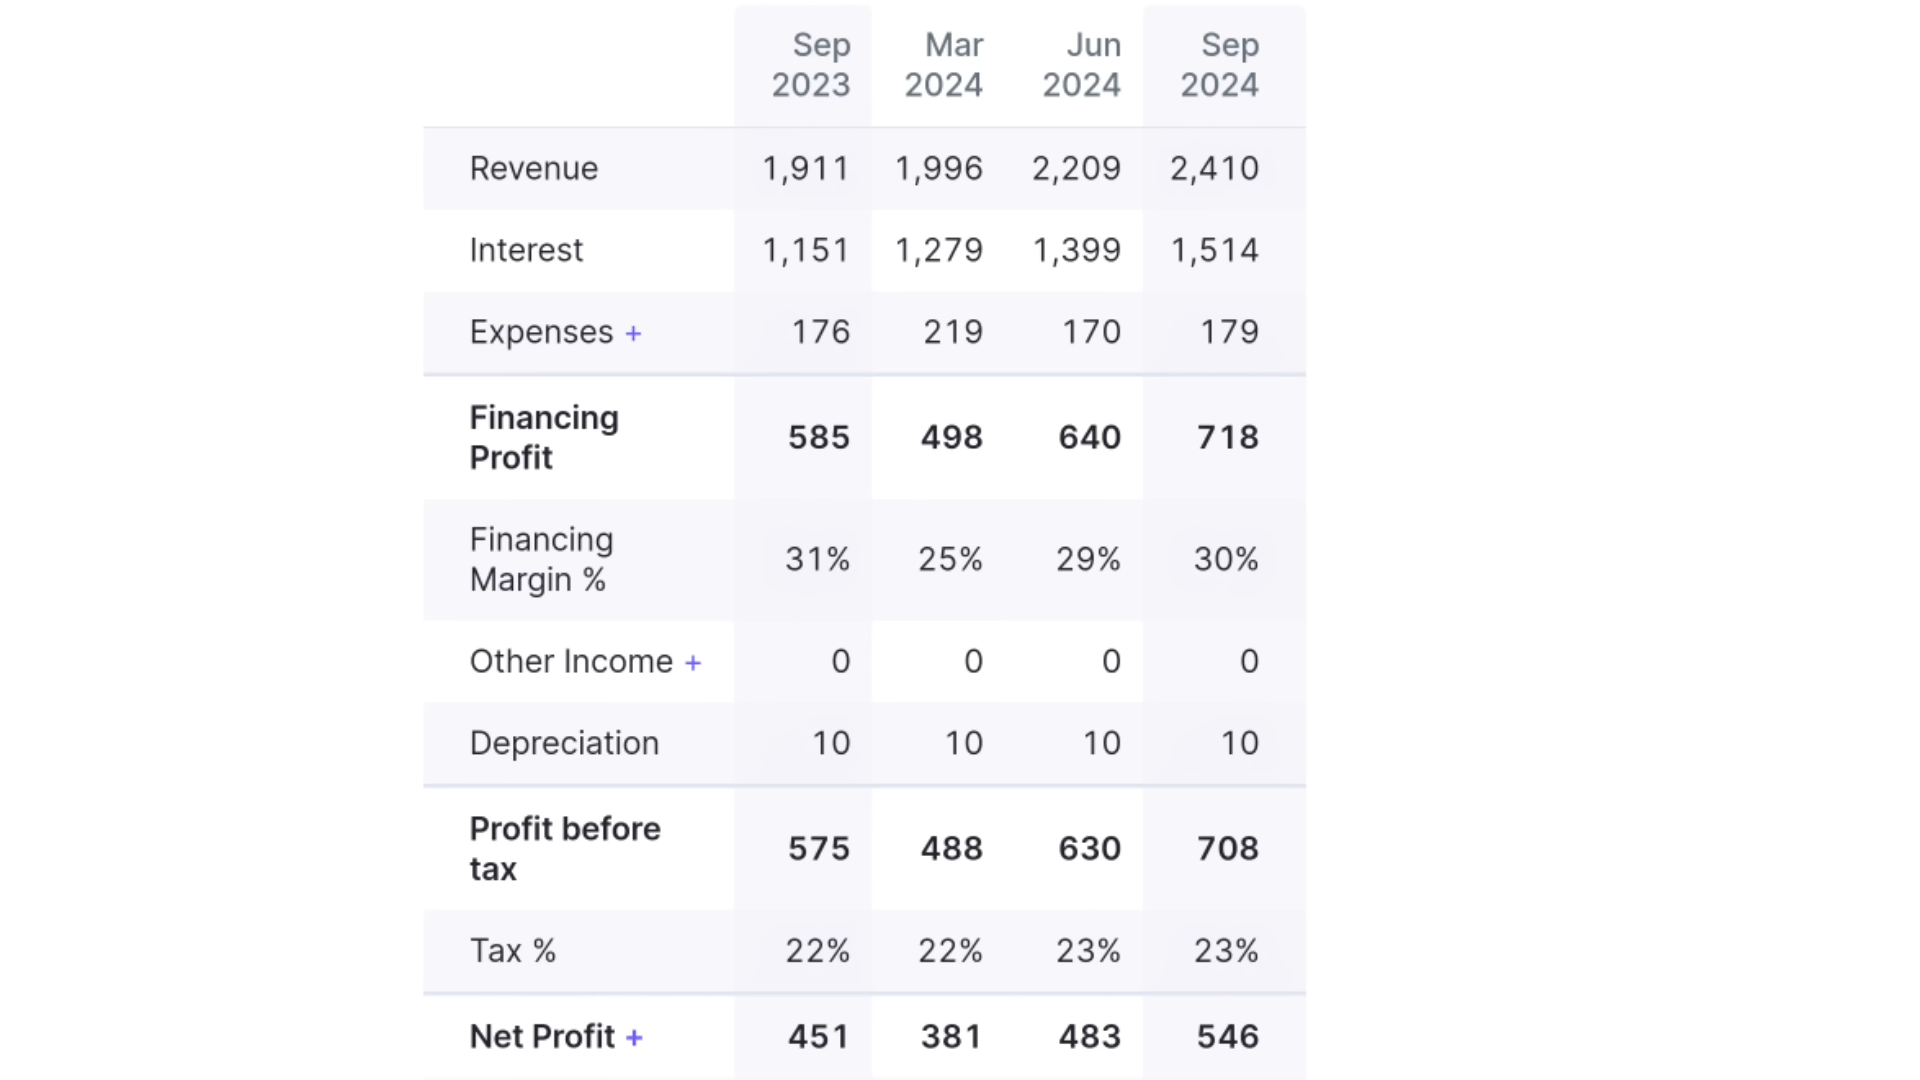 Sep 2023 Mar 2024 Jun 2024 Sep 2024
Revenue 1,911 1,996 2,209 2,410
Interest 1,151 1,279 1,399 1,514
Expenses + 176 219 170 179
Financing Profit 585 498 640 718
Financing Margin % 31% 25% 29% 30%
Other Income + 0 0 0 0
Depreciation 10 10 10 10
Profit before tax 575 488 630 708
Tax % 22% 22% 23% 23%
Net Profit + 451 381 483 546